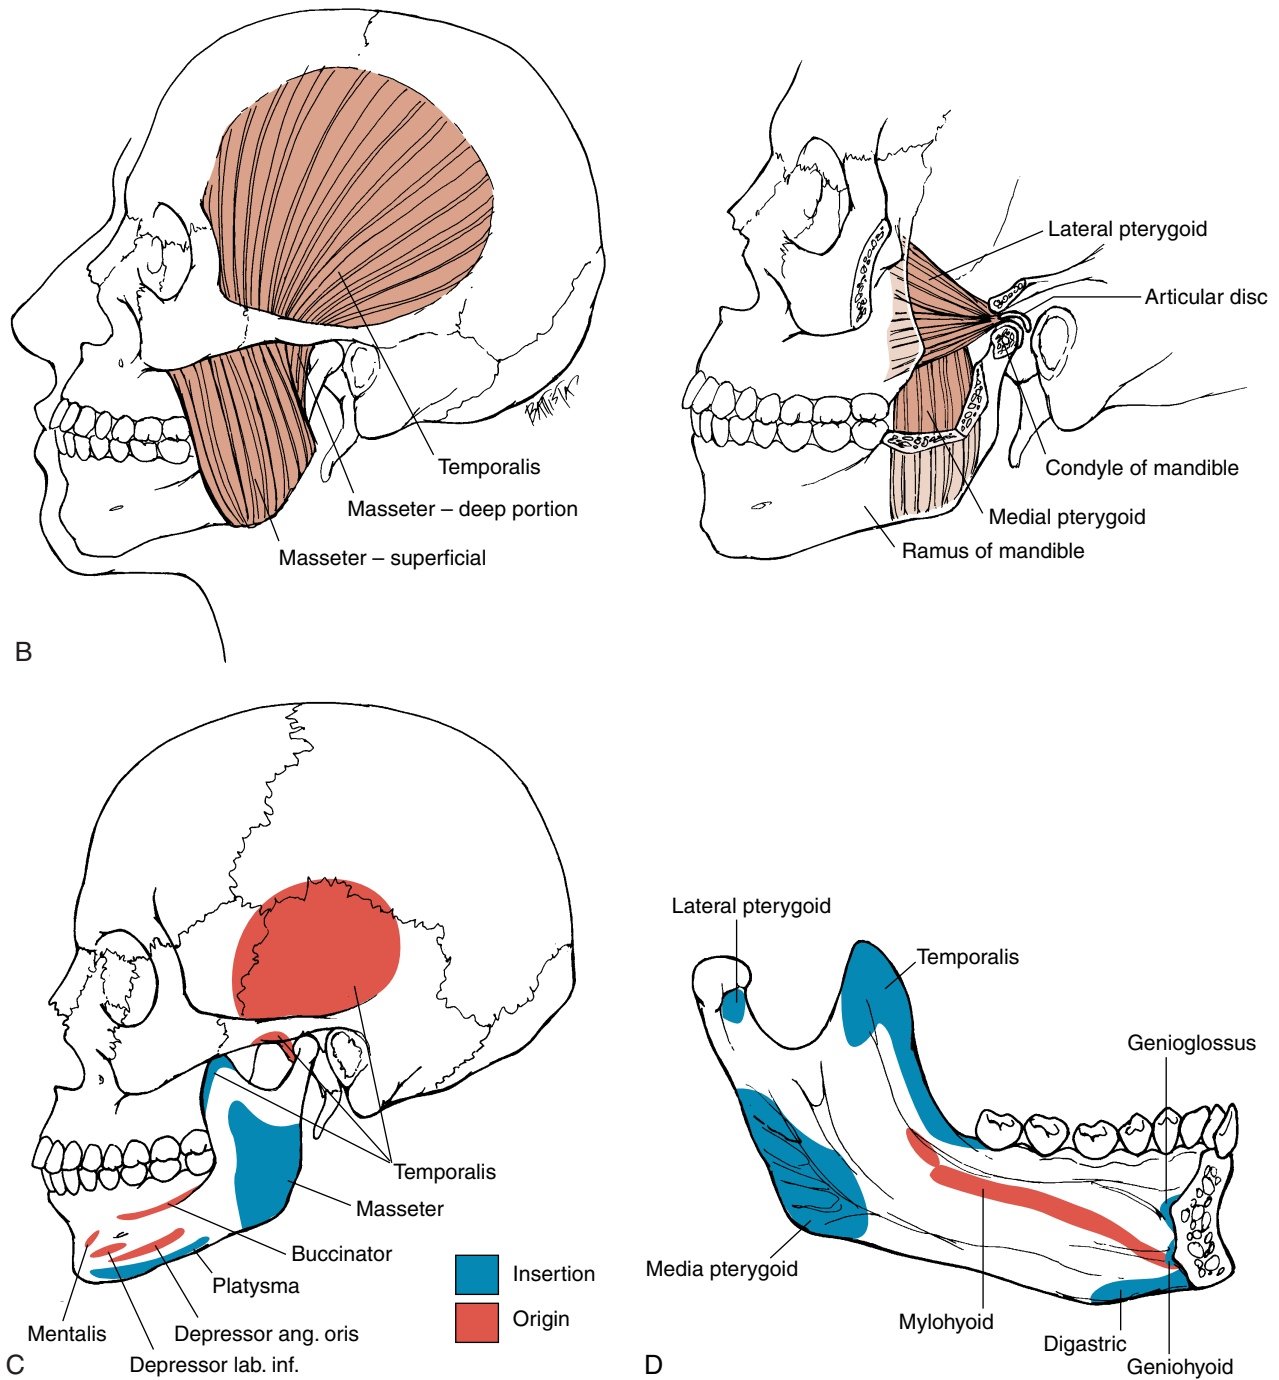 Lateral pterygoid
Articular disc
BATTISTA
Temporalis
Condyle of mandible
Masseter – deep portion
Medial pterygoid
Ramus of mandible
Masseter – superficial
B
Lateral pterygoid
Temporalis
Genioglossus
Temporalis
Masseter
Buccinator
Insertion
Media pterygoid
Platysma
Origin
Mylohyoid
Mentalis
Depressor ang. oris
Digastric
C
Depressor lab. inf.
D
Geniohyoid